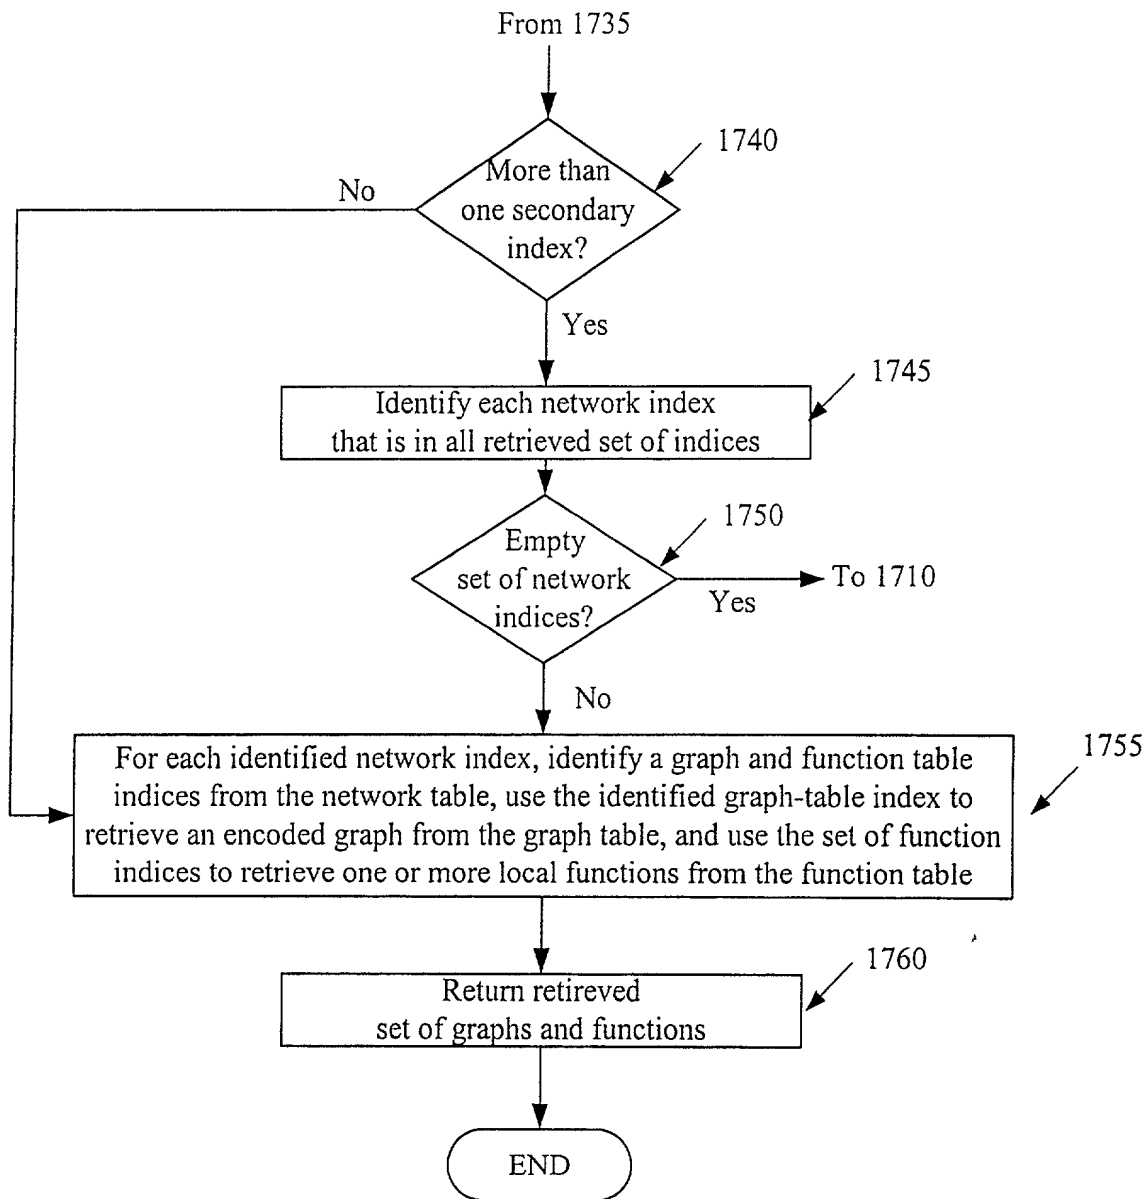 From 1735
1740
More than
one secondary
index?
No
Yes
1745
Identify each network index
that is in all retrieved set of indices
1750
Empty
set of network
indices?
To 1710
Yes
No
1755
For each identified network index, identify a graph and function table
indices from the network table, use the identified graph-table index to
retrieve an encoded graph from the graph table, and use the set of function
indices to retrieve one or more local functions from the function table
1760
Return retireved
set of graphs and functions
END